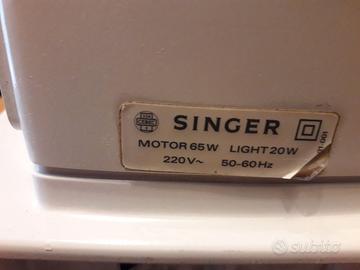 SINGER
MOTOR 65W LIGHT 20W
220V~ 50-60Hz
subito